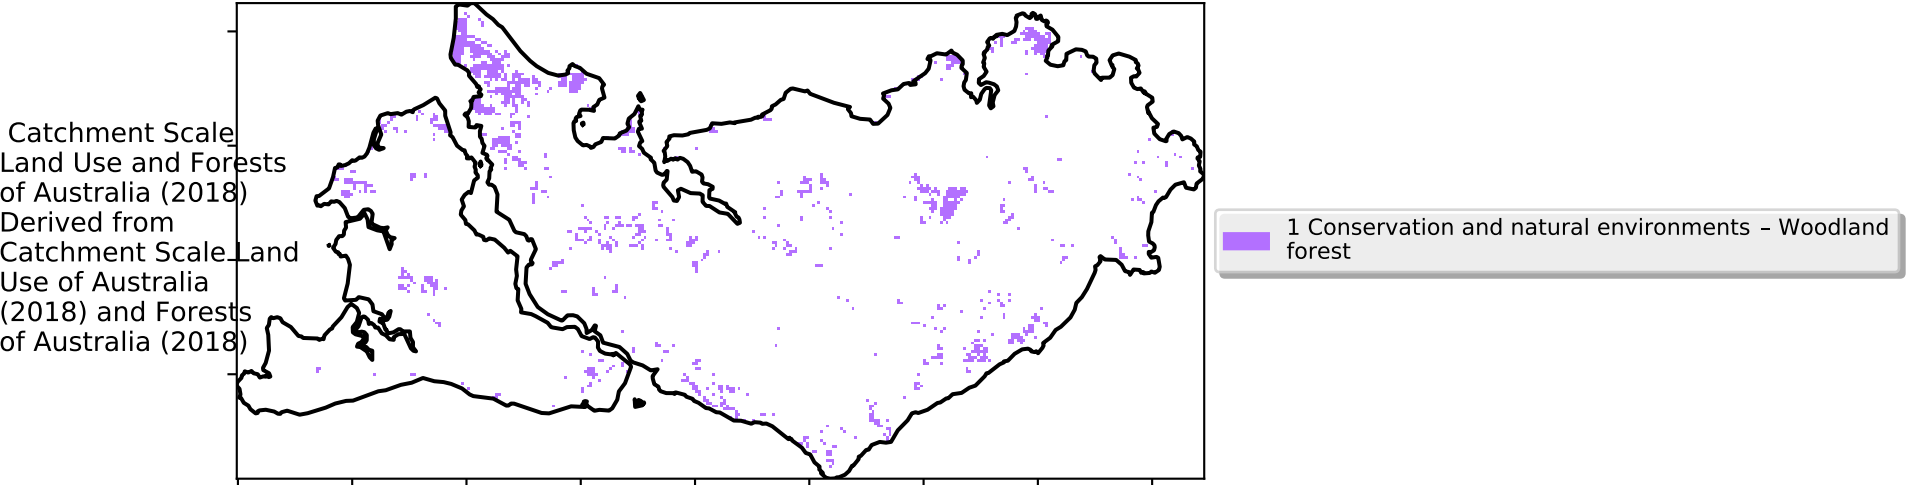 Catchment Scale
Land Use and Forests
of Australia (2018)
Derived from
Catchment Scale Land
Use of Australia
(2018) and Forests
of Australia (2018)
1 Conservation and natural environments – Woodland
forest